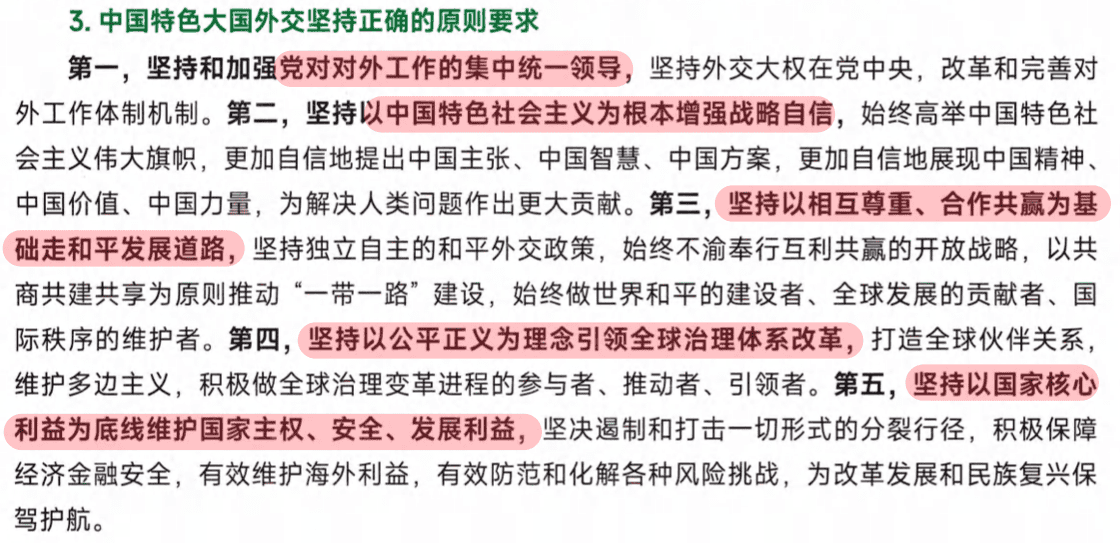 3. 中国特色大国外交坚持正确的原则要求
第一，坚持和加强党对对外工作的集中统一领导，坚持外交大权在党中央，改革和完善对
外工作体制机制。第二，坚持以中国特色社会主义为根本增强战略自信，始终高举中国特色社
会主义伟大旗帜，更加自信地提出中国主张、中国智慧、中国方案，更加自信地展现中国精神、
中国价值、中国力量，为解决人类问题作出更大贡献。第三，坚持以相互尊重、合作共赢为基
础走和平发展道路，坚持独立自主的和平外交政策，始终不渝奉行互利共赢的开放战略，以共
商共建共享为原则推动“一带一路”建设，始终做世界和平的建设者、全球发展的贡献者、国
际秩序的维护者。第四，坚持以公平正义为理念引领全球治理体系改革，打造全球伙伴关系，
维护多边主义，积极做全球治理变革进程的参与者、推动者、引领者。第五，坚持以国家核心
利益为底线维护国家主权、安全、发展利益，坚决遏制和打击一切形式的分裂行径，积极保障
经济金融安全，有效维护海外利益，有效防范和化解各种风险挑战，为改革发展和民族复兴保
驾护航。